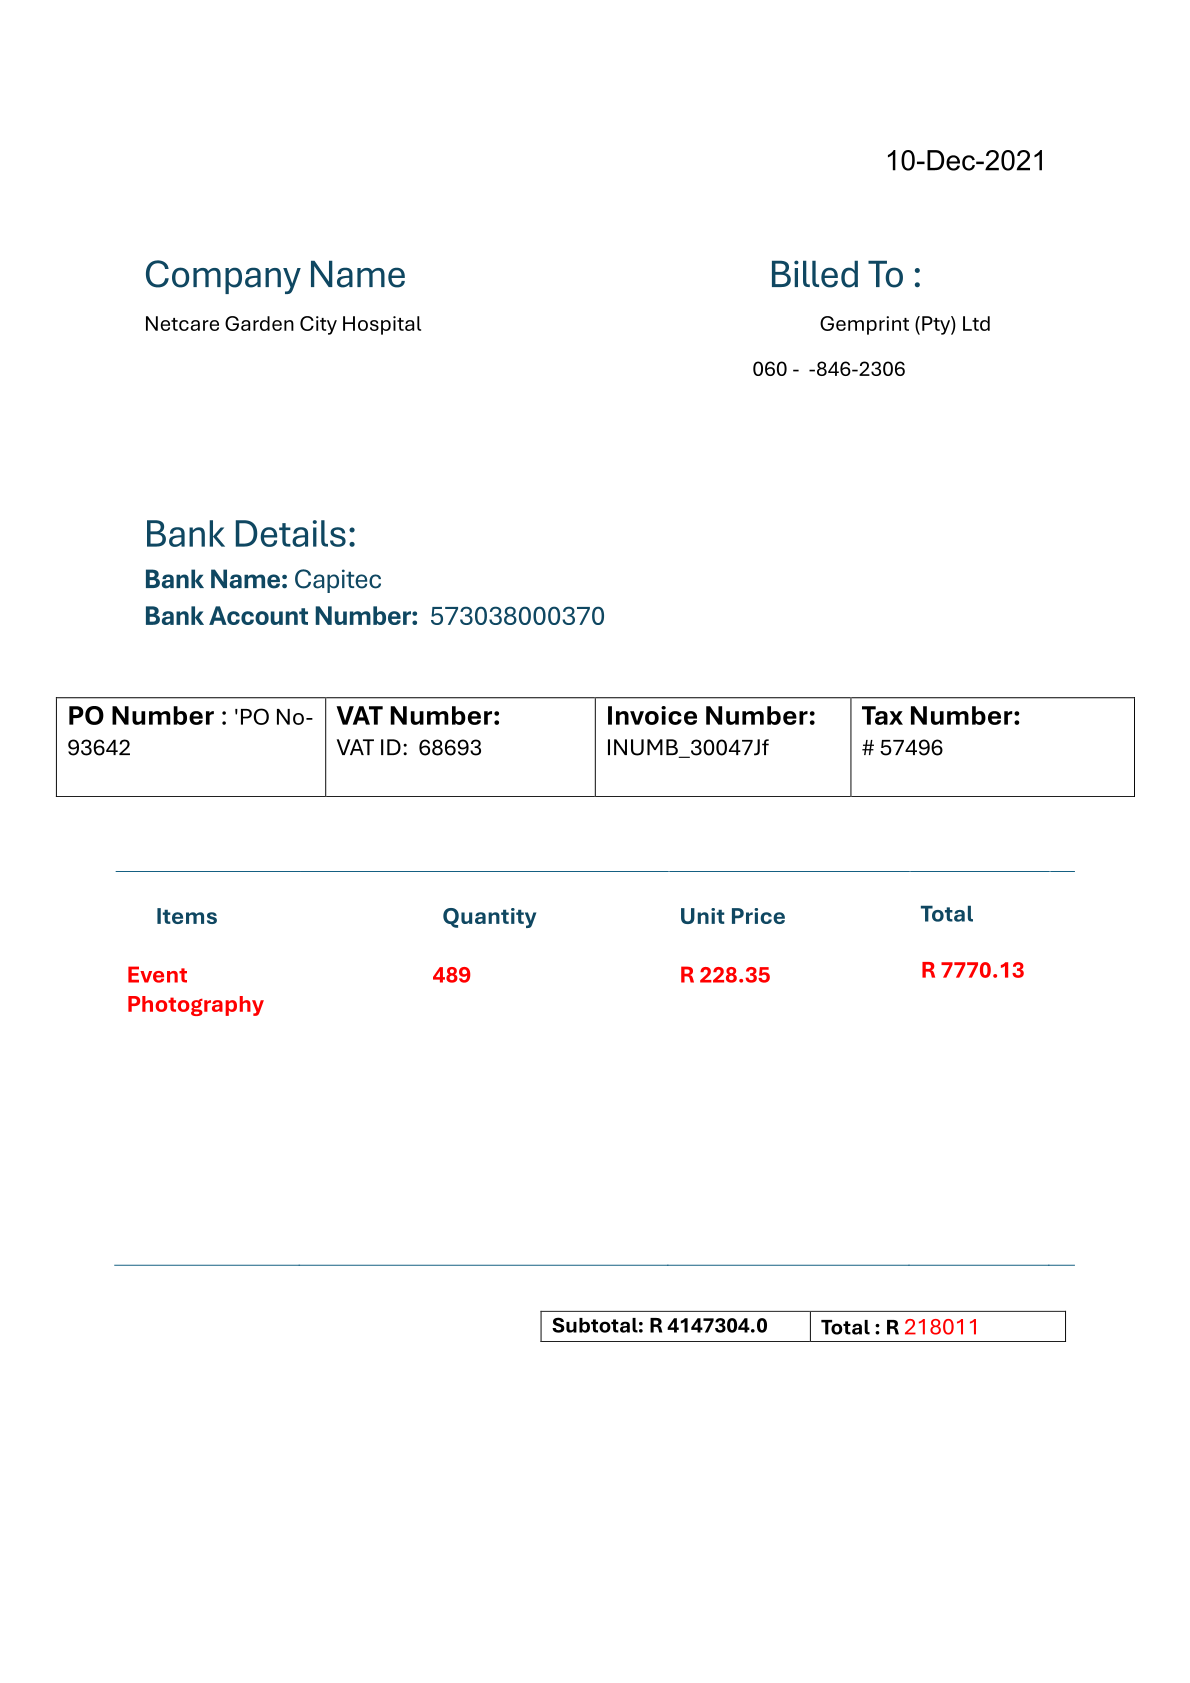 10-Dec-2021
Company Name
Billed To :
Netcare Garden City Hospital
Gemprint (Pty) Ltd
060 -  -846-2306
Bank Details:
Bank Name: Capitec
Bank Account Number: 573038000370
PO Number : 'PO No-
93642
VAT Number:
VAT ID: 68693
Invoice Number:
INUMB_30047Jf
Tax Number:
# 57496
Items Quantity Unit Price Total
Event 489 R 228.35 R 7770.13
Photography
Subtotal: R 4147304.0 Total : R 218011